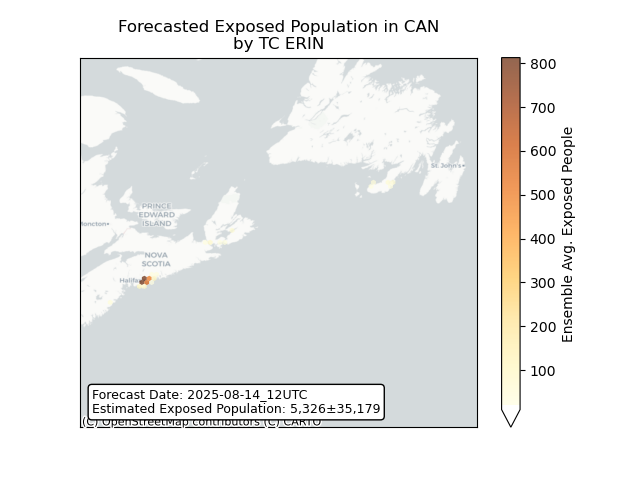 Forecasted Exposed Population in CAN
by TC ERIN
St. John's
PRINCE
EDWARD
ISLAND
Moncton
NOVA
SCOTIA
Halifax
Forecast Date: 2025-08-14_12UTC
Estimated Exposed Population: 5,326±35,179
(C) OpenStreetMap contributors (C) CARTO
800
700
600
500
400
300
200
100
Ensemble Avg. Exposed People